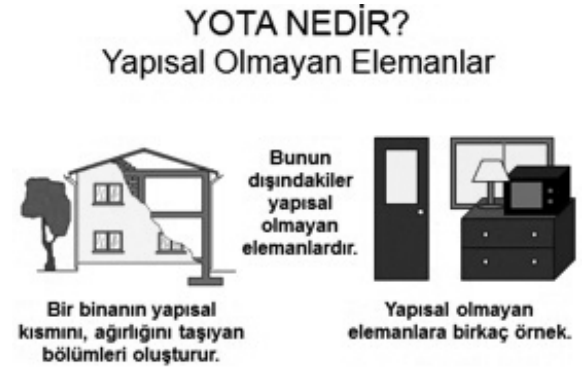 YOTA NEDİR?
Yapısal Olmayan Elemanlar
Bunun
dışındakiler
yapısal
olmayan
elemanlardır.
Bir binanın yapısal
kısmını, ağırlığını taşıyan
bölümleri oluşturur.
Yapısal olmayan
elemanlara birkaç örnek.